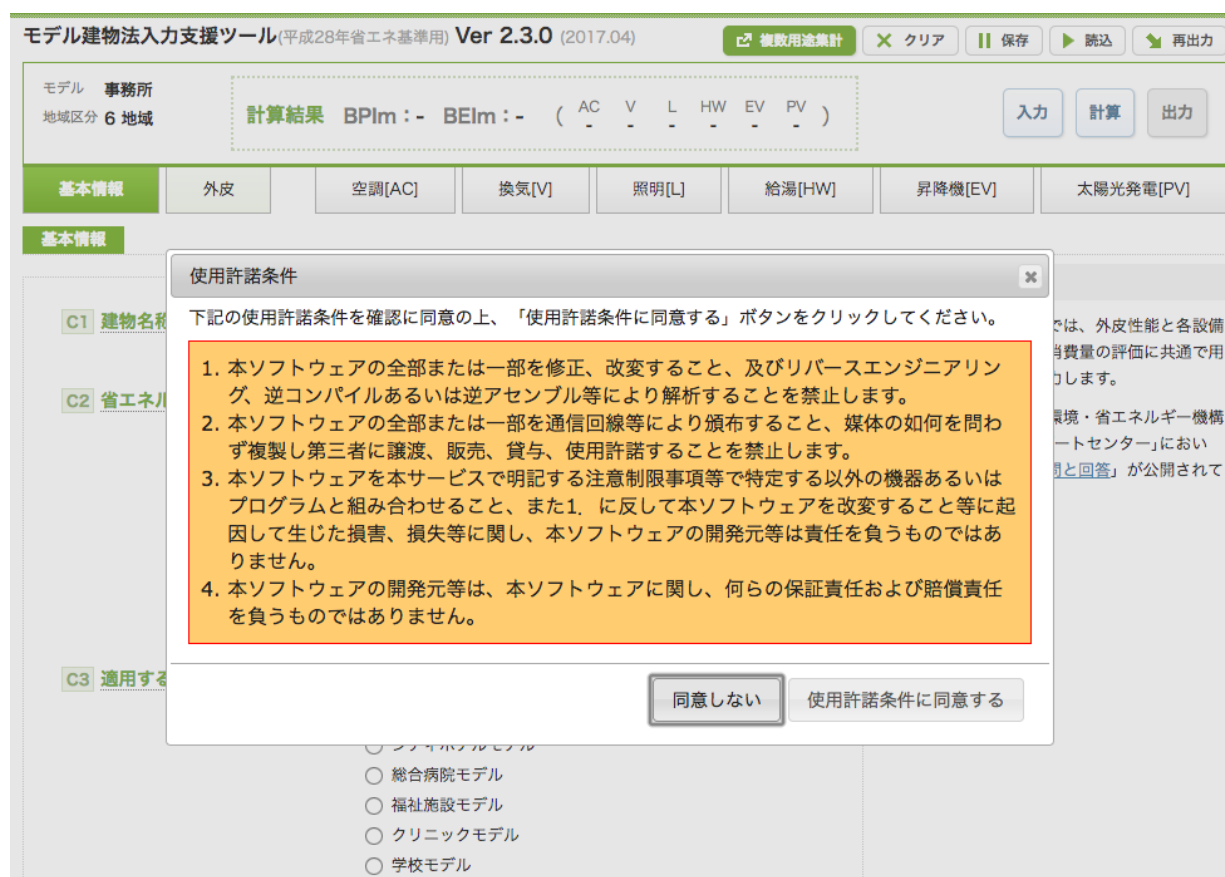 モデル建物法入力支援ツール(平成28年省エネ基準用) Ver 2.3.0 (2017.04)
複数用途集計
クリア
保存
読込
再出力
モデル 事務所
地域区分 6 地域
計算結果 BPIm：- BEIm：- ( AC - V - L - HW - EV - PV - )
入力
計算
出力
基本情報
外皮
空調[AC]
換気[V]
照明[L]
給湯[HW]
昇降機[EV]
太陽光発電[PV]
基本情報
使用許諾条件
下記の使用許諾条件を確認に同意の上、「使用許諾条件に同意する」ボタンをクリックしてください。
1. 本ソフトウェアの全部または一部を修正、改変すること、及びリバースエンジニアリン
グ、逆コンパイルあるいは逆アセンブル等により解析することを禁止します。
2. 本ソフトウェアの全部または一部を通信回線等により頒布すること、媒体の如何を問わ
ず複製し第三者に譲渡、販売、貸与、使用許諾することを禁止します。
3. 本ソフトウェアを本サービスで明記する注意制限事項等で特定する以外の機器あるいは
プログラムと組み合わせること、また1．に反して本ソフトウェアを改変すること等に起
因して生じた損害、損失等に関し、本ソフトウェアの開発元等は責任を負うものではあ
りません。
4. 本ソフトウェアの開発元等は、本ソフトウェアに関し、何らの保証責任および賠償責任
を負うものではありません。
同意しない
使用許諾条件に同意する
C1 建物名称
C2 省エネル
C3 適用する
総合病院モデル
福祉施設モデル
クリニックモデル
学校モデル
では、外皮性能と各設備
消費量の評価に共通で用
力します。
環境・省エネルギー機構
ートセンター」におい
問と回答」が公開されて